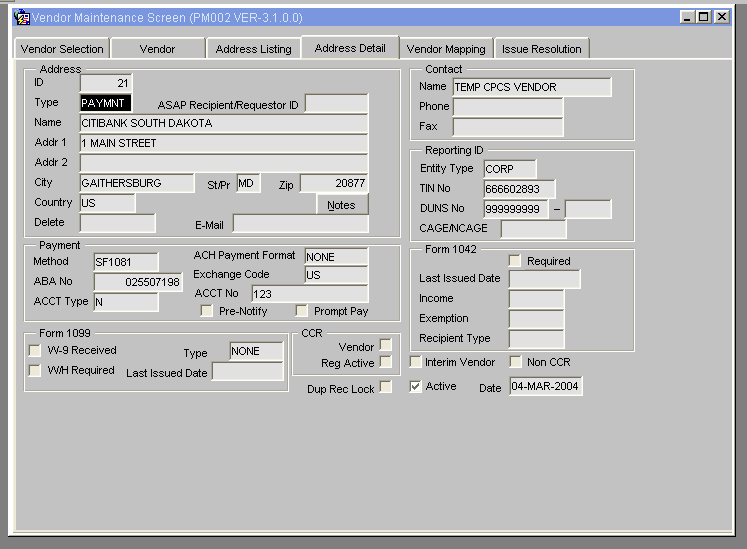 Vendor Maintenance Screen (PM002 VER-3.1.0.0)
Vendor Selection Vendor Address Listing Address Detail Vendor Mapping Issue Resolution
Address
ID 21
Type PAYMNT ASAP Recipient/Requestor ID
Name CITIBANK SOUTH DAKOTA
Addr 1 1 MAIN STREET
Addr 2
City GAITHERSBURG St/Pr MD Zip 20877
Country US Notes
Delete E-Mail
Contact
Name TEMP CPCS VENDOR
Phone
Fax
Reporting ID
Entity Type CORP
TIN No 666602893
DUNS No 999999999 –
CAGE/NCAGE
Payment
Method SF1081 ACH Payment Format NONE
ABA No 025507198 Exchange Code US
ACCT Type N ACCT No 123
Pre-Notify Prompt Pay
Form 1042
Required
Last Issued Date
Income
Exemption
Recipient Type
Form 1099
W-9 Received Type NONE
W/H Required Last Issued Date
CCR
Vendor
Reg Active
Interim Vendor Non CCR
Dup Rec Lock Active Date 04-MAR-2004